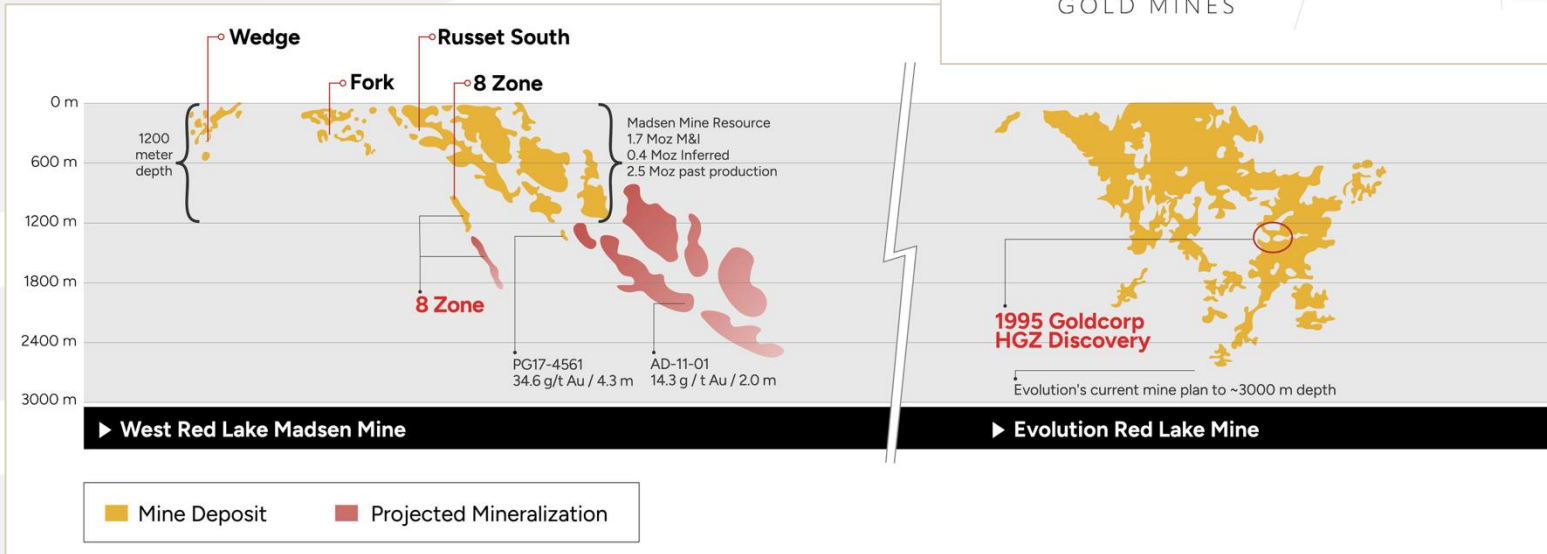 GOLD MINES
Wedge
Russet South
Fork
8 Zone
0 m
600 m
1200 m
1800 m
2400 m
3000 m
1200
meter
depth
Madsen Mine Resource
1.7 Moz M&I
0.4 Moz Inferred
2.5 Moz past production
8 Zone
PG17-4561
34.6 g/t Au / 4.3 m
AD-11-01
14.3 g / t Au / 2.0 m
1995 Goldcorp
HGZ Discovery
Evolution's current mine plan to ~3000 m depth
West Red Lake Madsen Mine
Evolution Red Lake Mine
Mine Deposit
Projected Mineralization